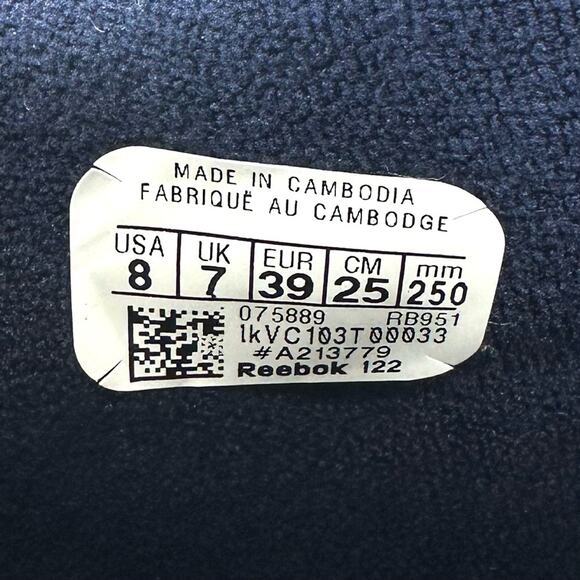 MADE IN CAMBODIA
FABRIQUÉ AU CAMBODGE
USA UK EUR CM mm
8 7 39 25 250
075889 RB951
1kVC103T00033
#A213779
Reebok 122